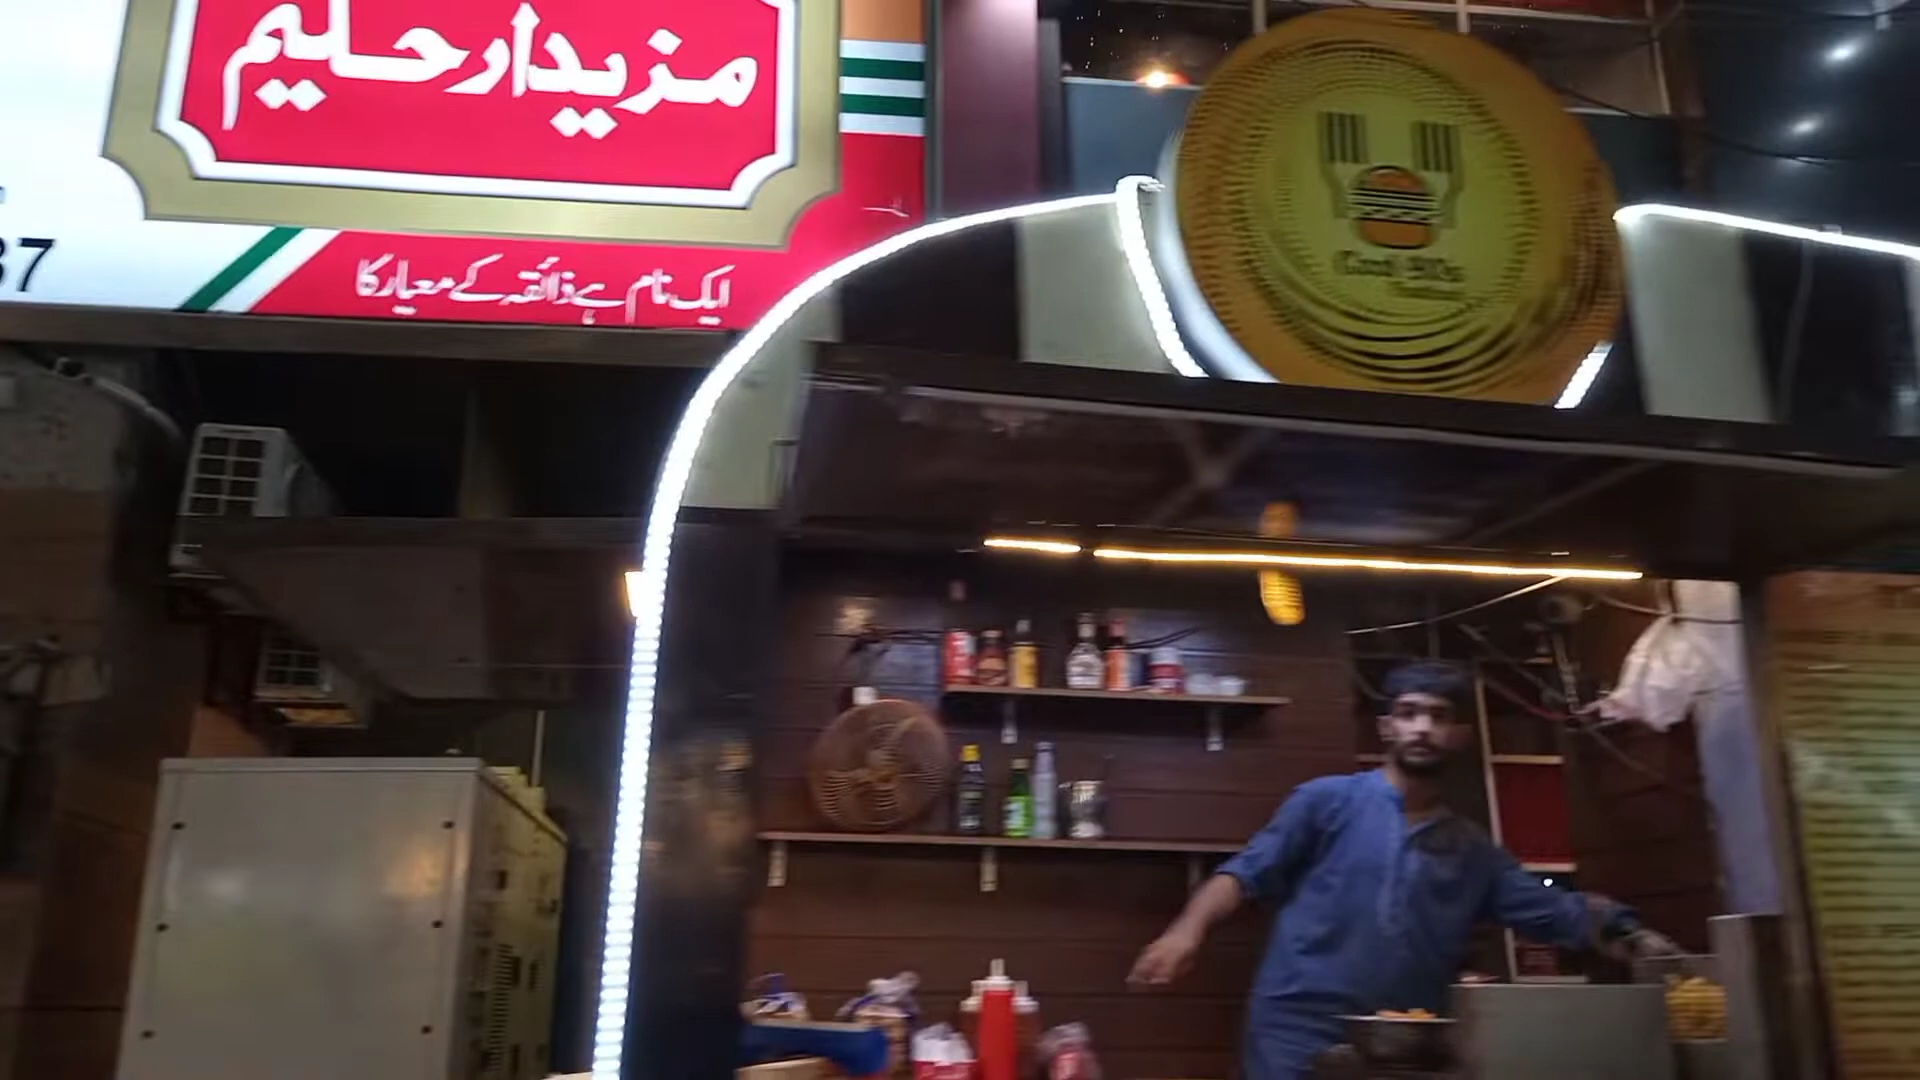 مزیدار حلیم
37
ایک نام ہے ذائقہ کے معیار کا